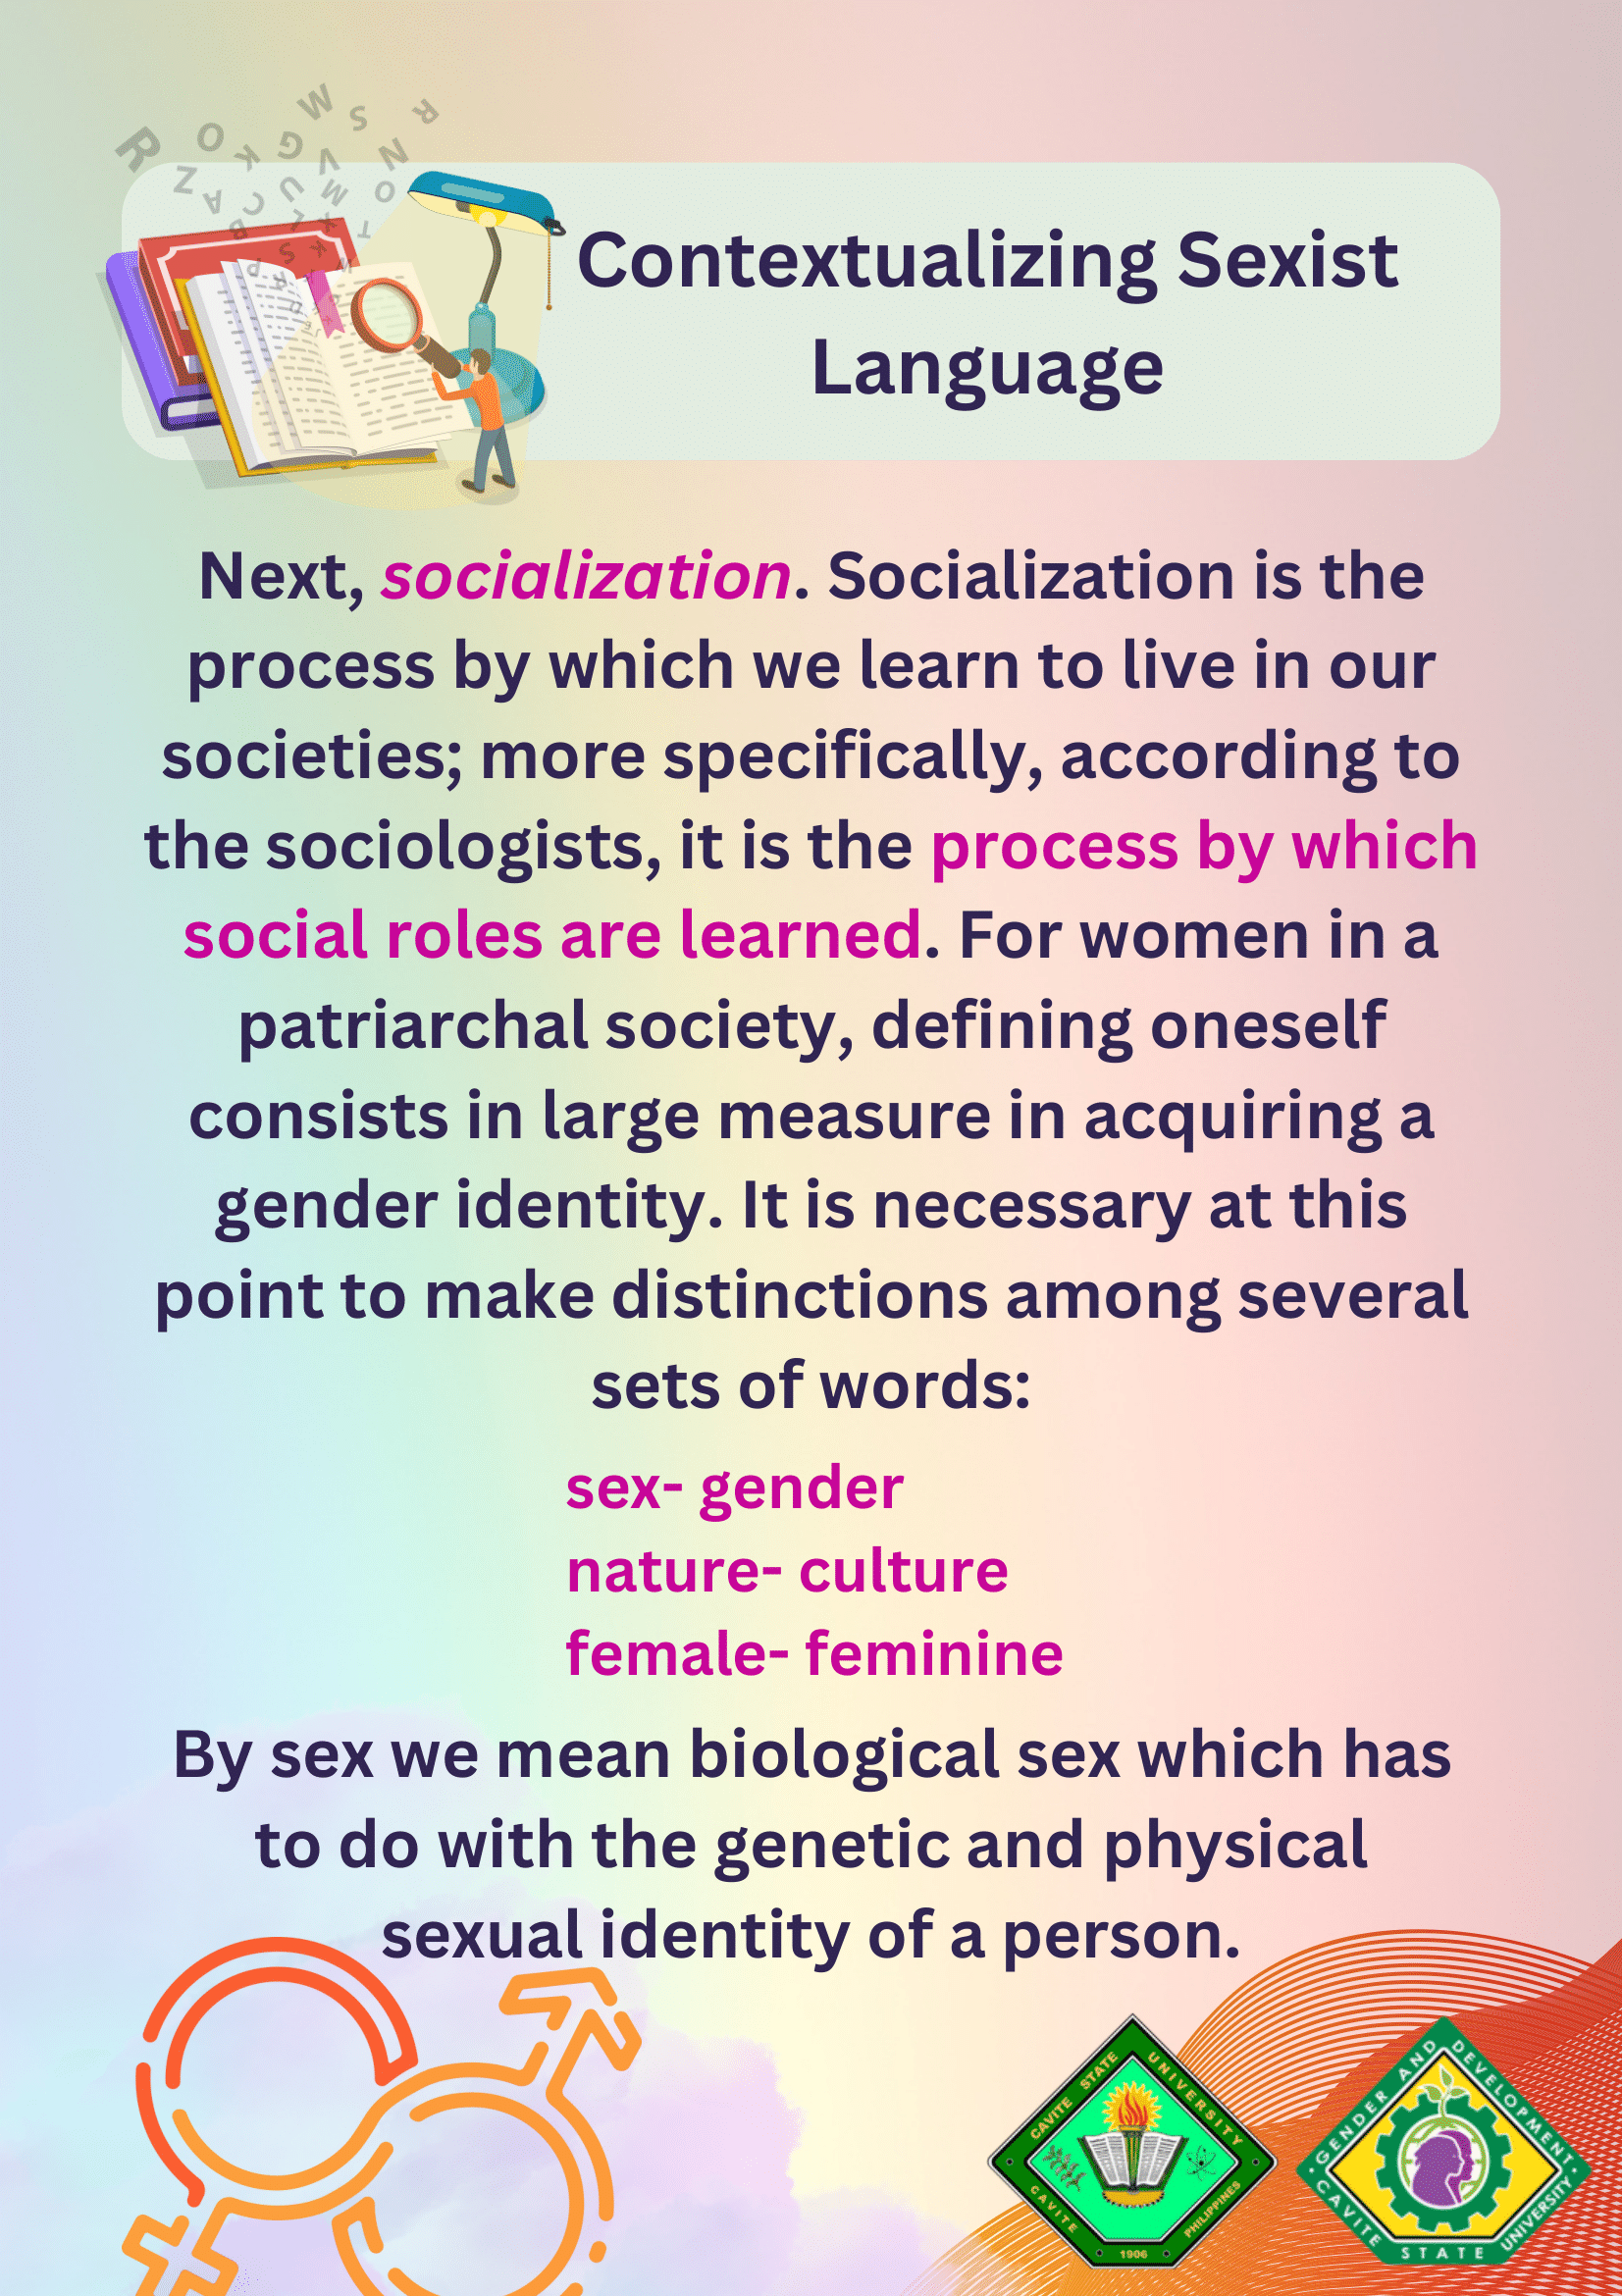 Contextualizing Sexist
Language
Next, socialization. Socialization is the
process by which we learn to live in our
societies; more specifically, according to
the sociologists, it is the process by which
social roles are learned. For women in a
patriarchal society, defining oneself
consists in large measure in acquiring a
gender identity. It is necessary at this
point to make distinctions among several
sets of words:
sex- gender
nature- culture
female- feminine
By sex we mean biological sex which has
to do with the genetic and physical
sexual identity of a person.
CAVITE STATE UNIVERSITY
CAVITE 1906 PHILIPPINES
GENDER AND DEVELOPMENT
CAVITE STATE UNIVERSITY